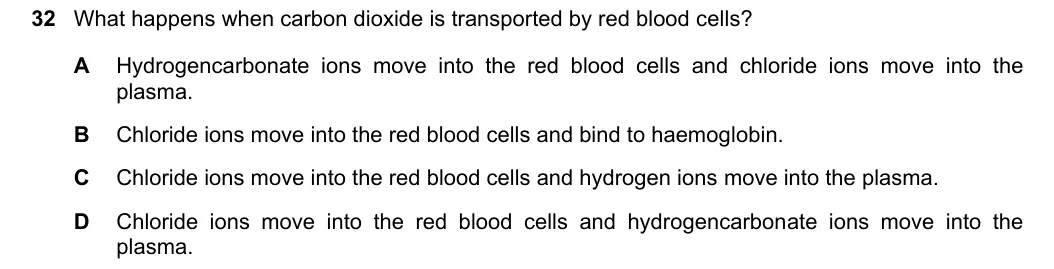 32 What happens when carbon dioxide is transported by red blood cells?
A Hydrogencarbonate ions move into the red blood cells and chloride ions move into the
plasma.
B Chloride ions move into the red blood cells and bind to haemoglobin.
C Chloride ions move into the red blood cells and hydrogen ions move into the plasma.
D Chloride ions move into the red blood cells and hydrogencarbonate ions move into the
plasma.